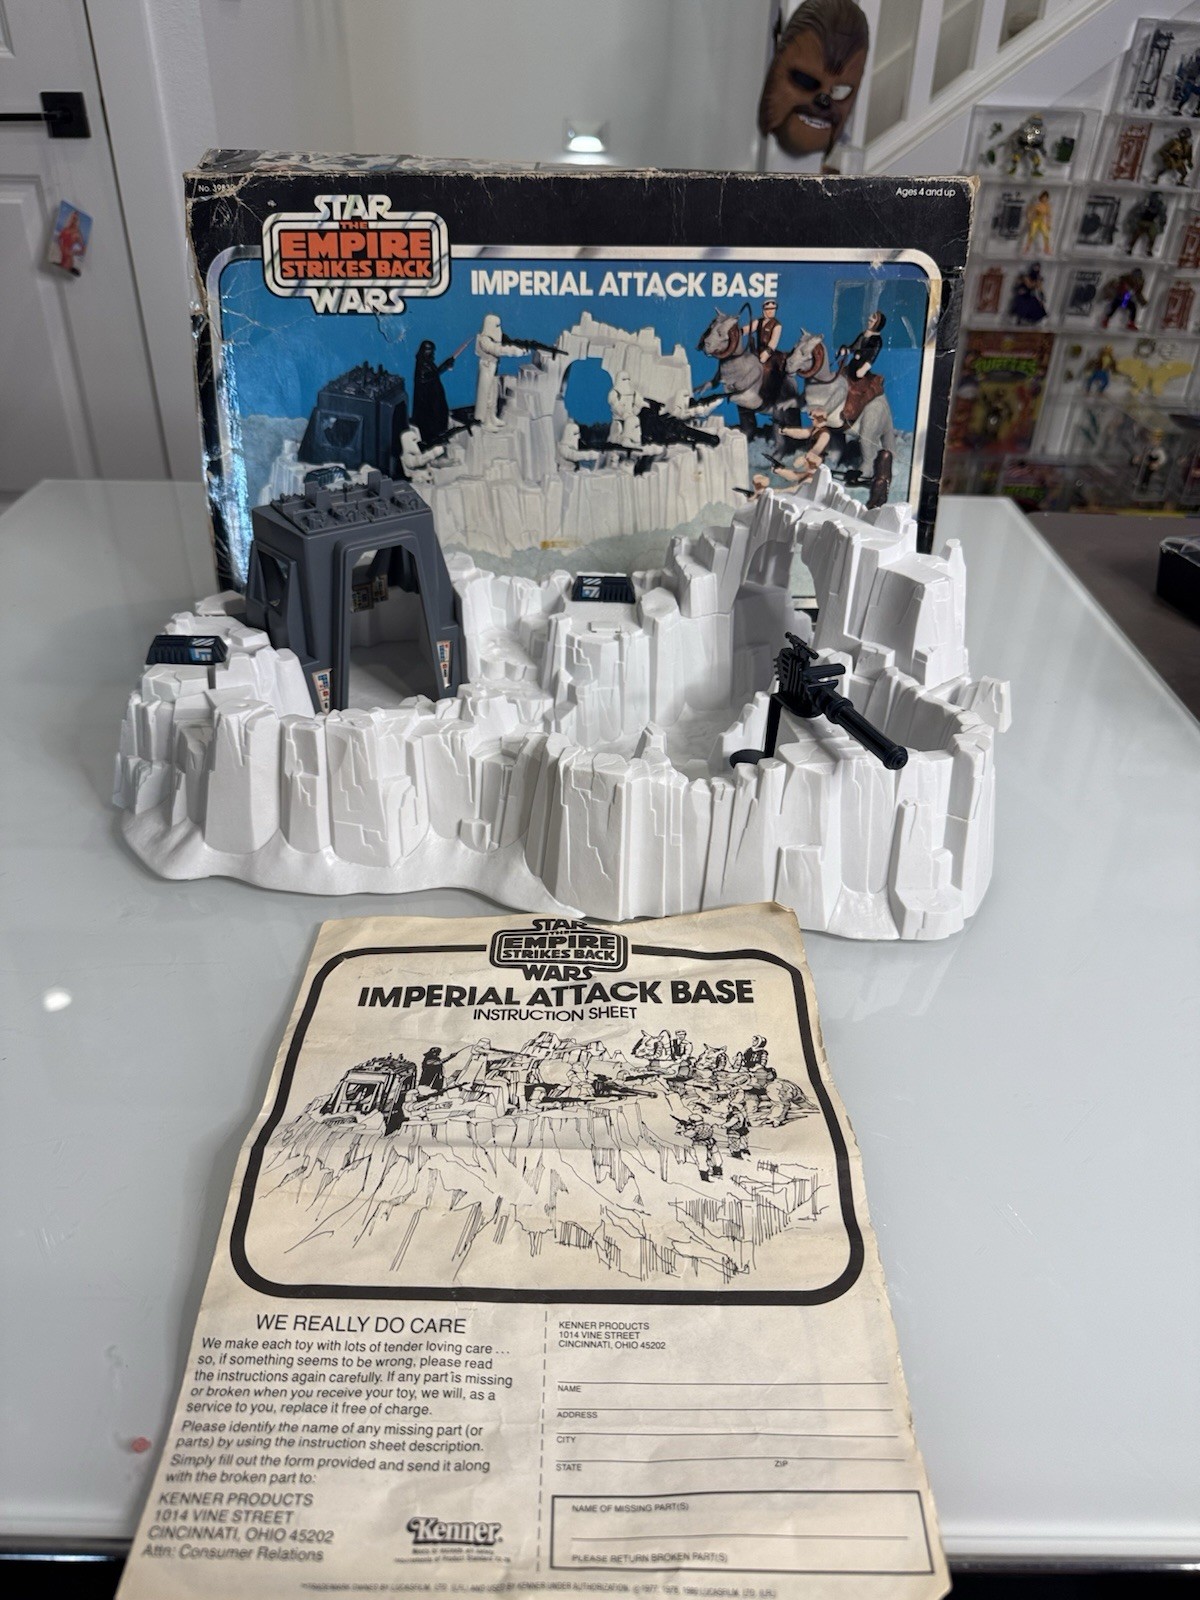 No. 39830
Ages 4 and up
STAR
THE
EMPIRE
STRIKES BACK
WARS
IMPERIAL ATTACK BASE
STAR
THE
EMPIRE
STRIKES BACK
WARS
IMPERIAL ATTACK BASE
INSTRUCTION SHEET
WE REALLY DO CARE
We make each toy with lots of tender loving care ...
so, if something seems to be wrong, please read
the instructions again carefully. If any part is missing
or broken when you receive your toy, we will, as a
service to you, replace it free of charge.
Please identify the name of any missing part (or
parts) by using the instruction sheet description.
Simply fill out the form provided and send it along
with the broken part to:
KENNER PRODUCTS
1014 VINE STREET
CINCINNATI, OHIO 45202
Attn: Consumer Relations
Kenner
KENNER PRODUCTS
1014 VINE STREET
CINCINNATI, OHIO 45202
NAME
ADDRESS
CITY
STATE
ZIP
NAME OF MISSING PART(S)
PLEASE RETURN BROKEN PART(S)
TURTLES